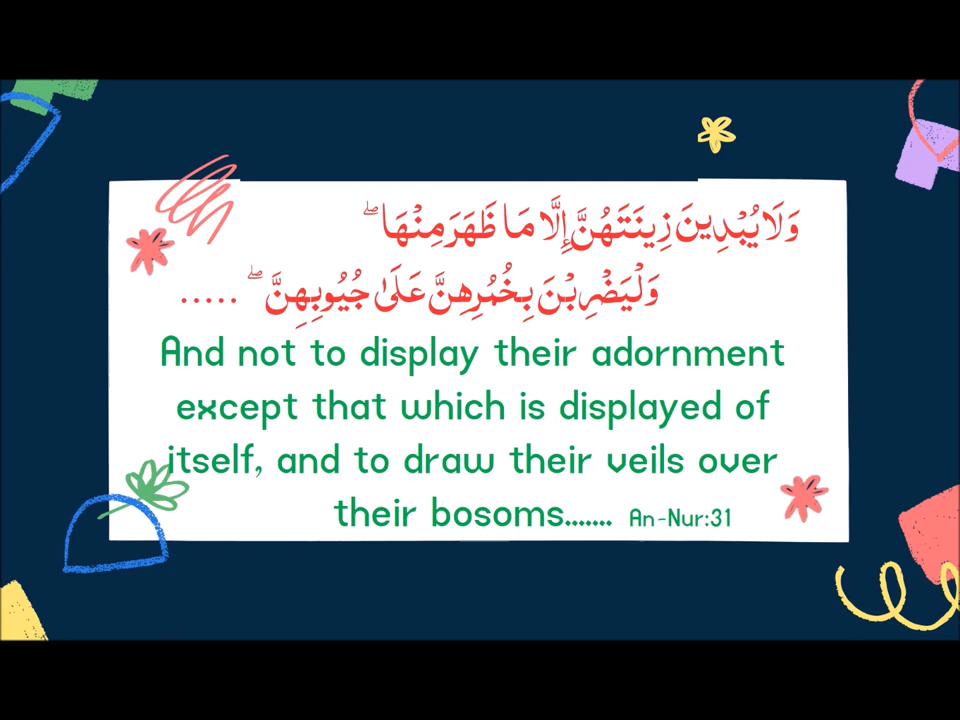 وَلَا يُبْدِينَ زِينَتَهُنَّ إِلَّا مَا ظَهَرَ مِنْهَا ۖ
وَلْيَضْرِبْنَ بِخُمُرِهِنَّ عَلَىٰ جُيُوبِهِنَّ ۖ .....
And not to display their adornment
except that which is displayed of
itself, and to draw their veils over
their bosoms....... An-Nur:31